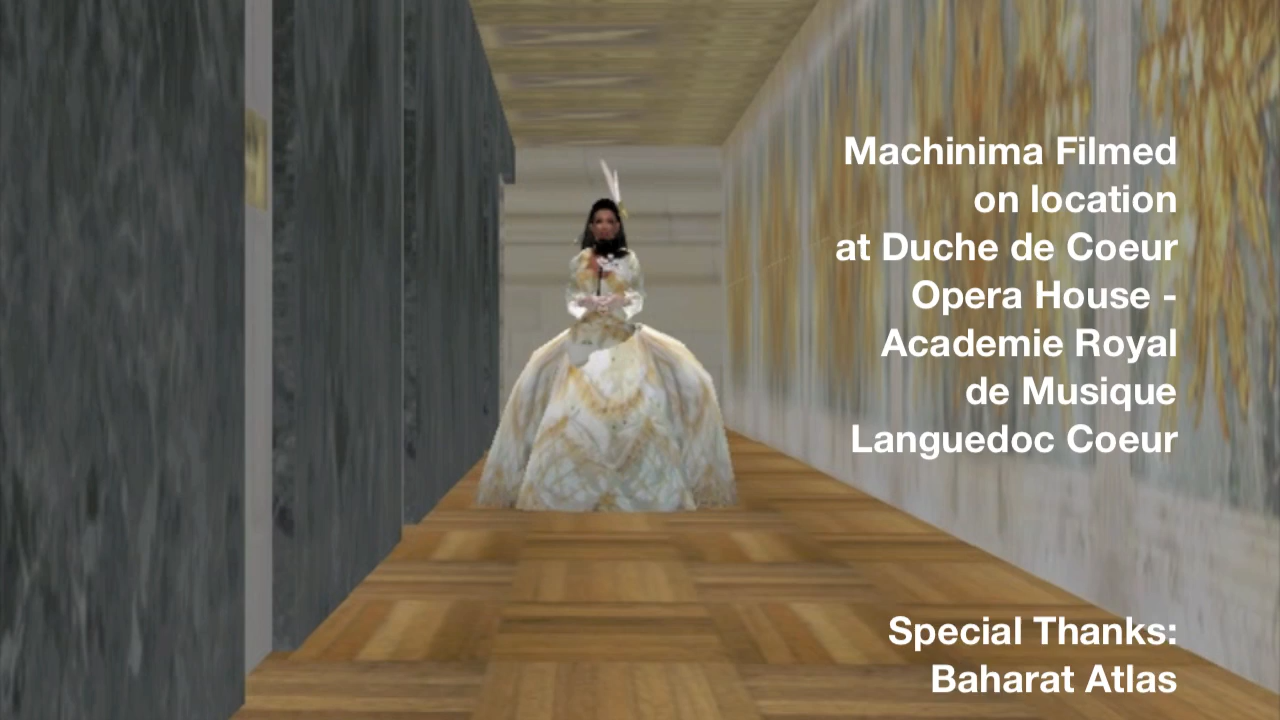 Machinima Filmed
on location
at Duche de Coeur
Opera House -
Academie Royal
de Musique
Languedoc Coeur
Special Thanks:
Baharat Atlas